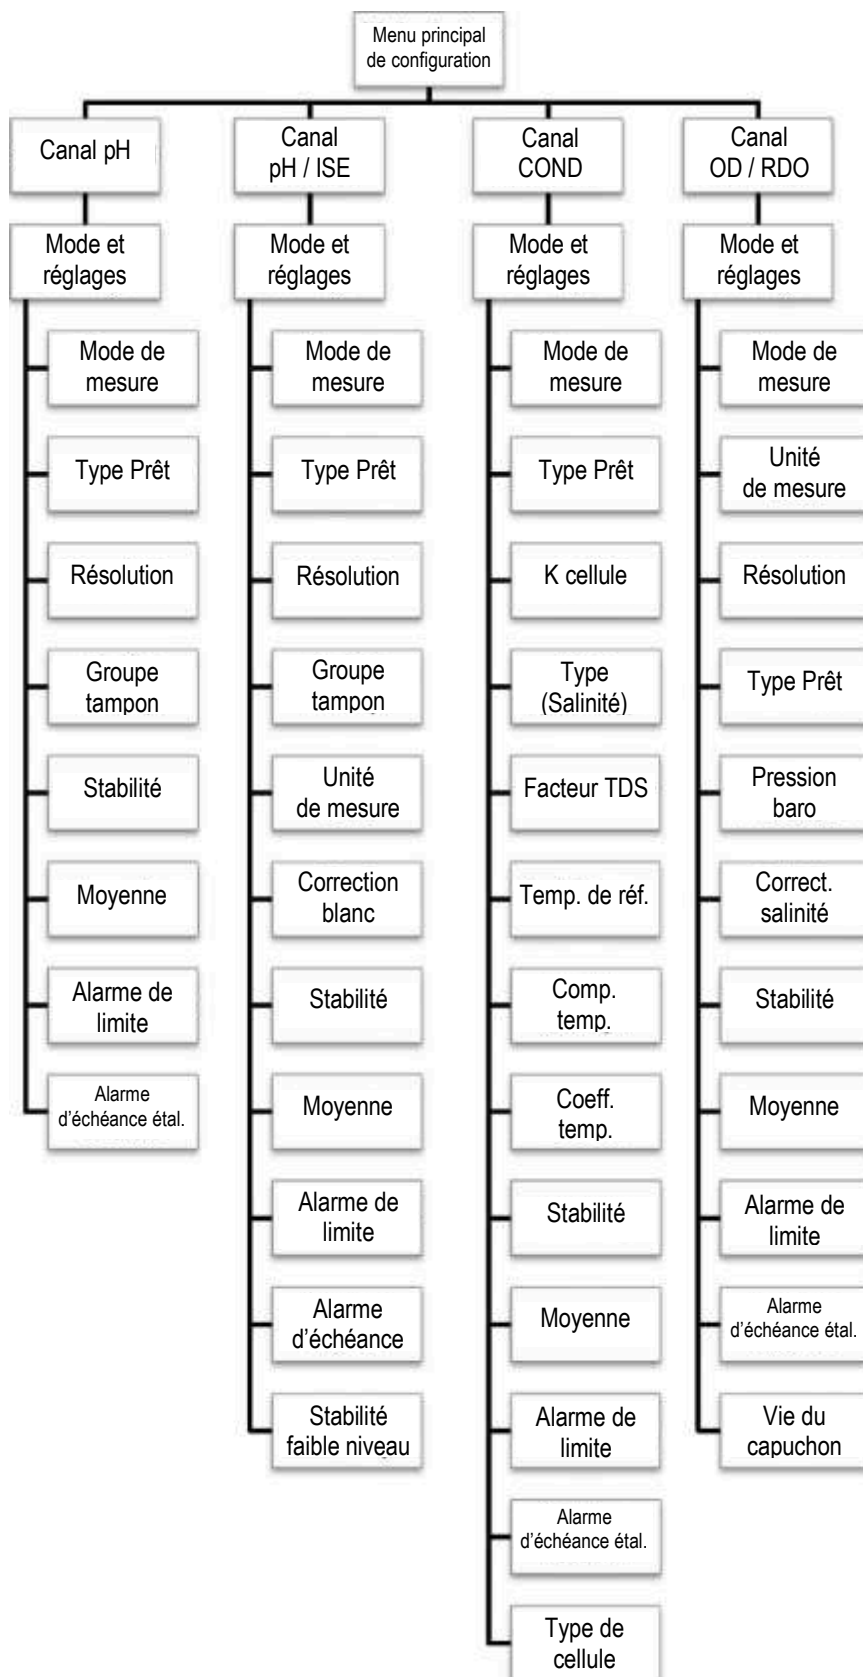 Menu principal
de configuration
Canal pH
Canal
pH / ISE
Canal
COND
Canal
OD / RDO
Mode et
réglages
Mode et
réglages
Mode et
réglages
Mode et
réglages
Mode de
mesure
Type Prêt
Résolution
Groupe
tampon
Stabilité
Moyenne
Alarme de
limite
Alarme
d'échéance étal.
Mode de
mesure
Type Prêt
Résolution
Groupe
tampon
Unité
de mesure
Correction
blanc
Stabilité
Moyenne
Alarme de
limite
Alarme
d'échéance
Stabilité
faible niveau
Mode de
mesure
Type Prêt
K cellule
Type
(Salinité)
Facteur TDS
Temp. de réf.
Comp.
temp.
Coeff.
temp.
Stabilité
Moyenne
Alarme de
limite
Alarme
d'échéance étal.
Type de
cellule
Mode de
mesure
Unité
de mesure
Résolution
Type Prêt
Pression
baro
Correct.
salinité
Stabilité
Moyenne
Alarme de
limite
Alarme
d'échéance étal.
Vie du
capuchon